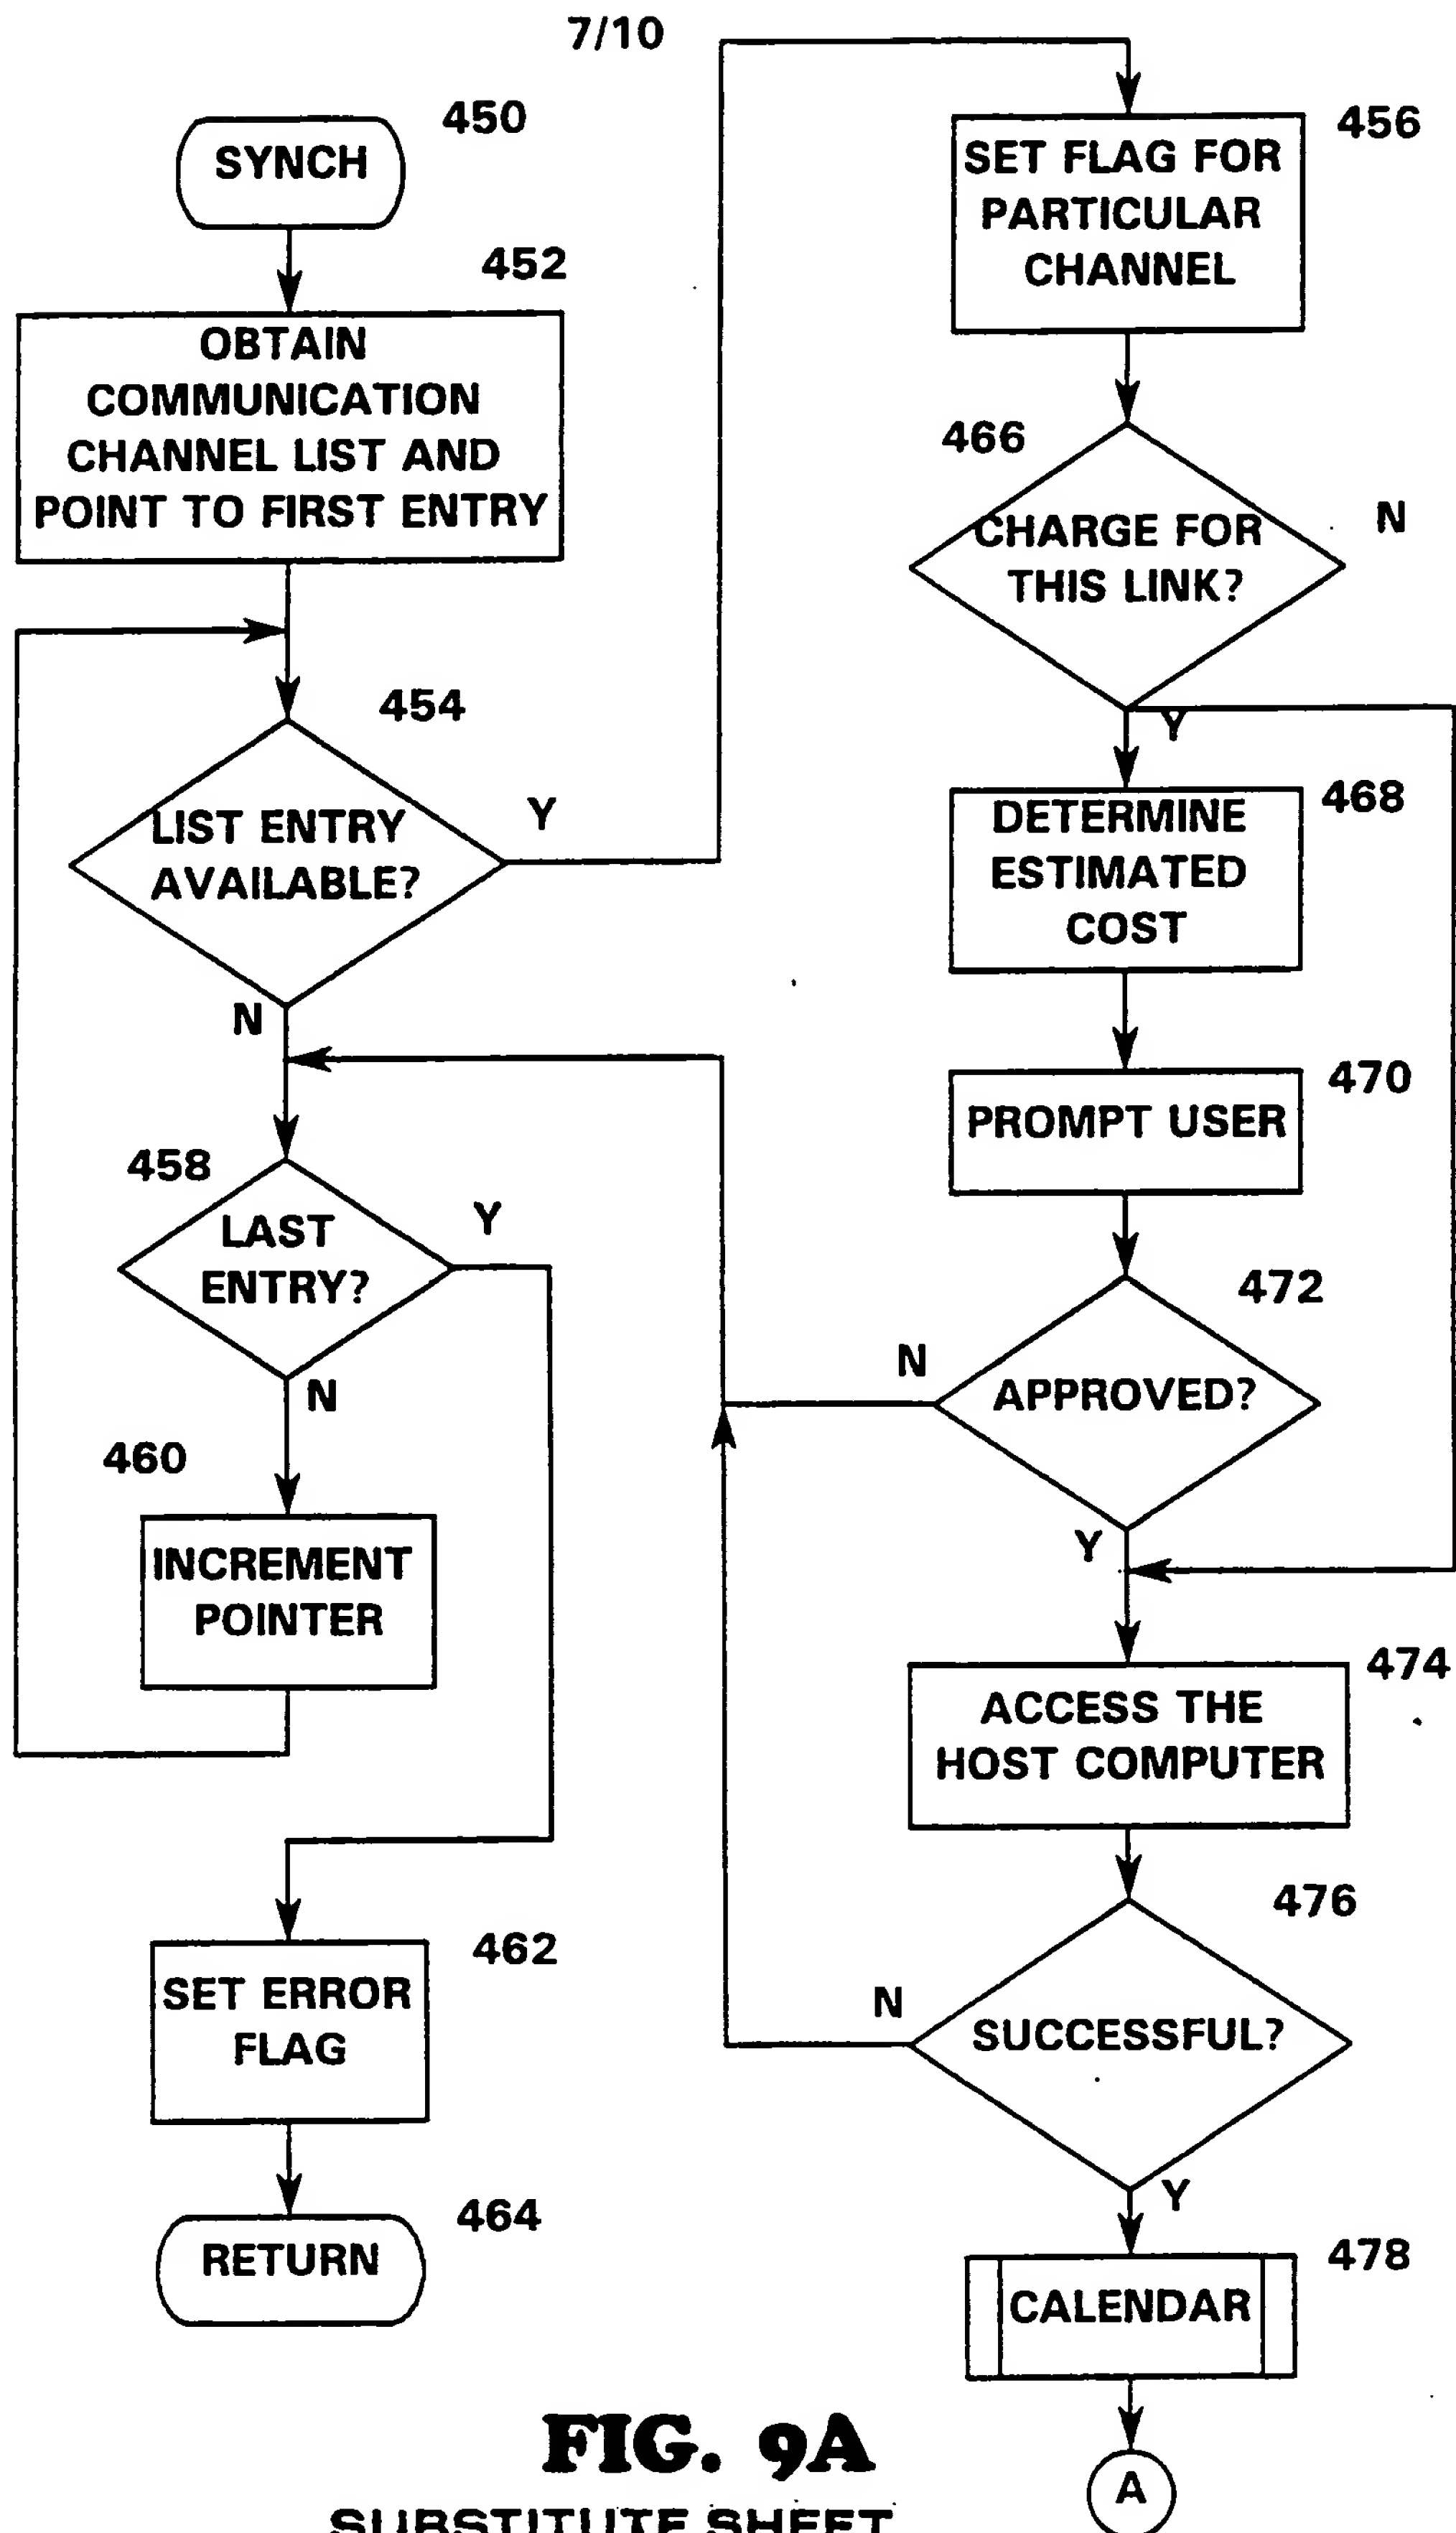 7/10
450
SYNCH
452
OBTAIN
COMMUNICATION
CHANNEL LIST AND
POINT TO FIRST ENTRY
454
LIST ENTRY
AVAILABLE?
Y
N
458
LAST
ENTRY?
Y
N
460
INCREMENT
POINTER
462
SET ERROR
FLAG
464
RETURN
456
SET FLAG FOR
PARTICULAR
CHANNEL
466
CHARGE FOR
THIS LINK?
N
Y
468
DETERMINE
ESTIMATED
COST
470
PROMPT USER
472
APPROVED?
N
Y
474
ACCESS THE
HOST COMPUTER
476
SUCCESSFUL?
N
Y
478
CALENDAR
A
FIG. 9A
SUBSTITUTE SHEET